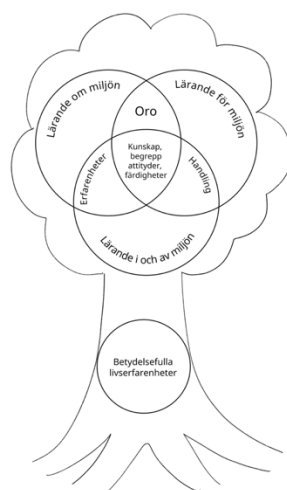 Lärande om miljön
Lärande för miljön
Oro
Kunskap,
begrepp
attityder,
färdigheter
Erfarenheter
Handling
Lärande i och av miljön
Betydelsefulla
livserfarenheter